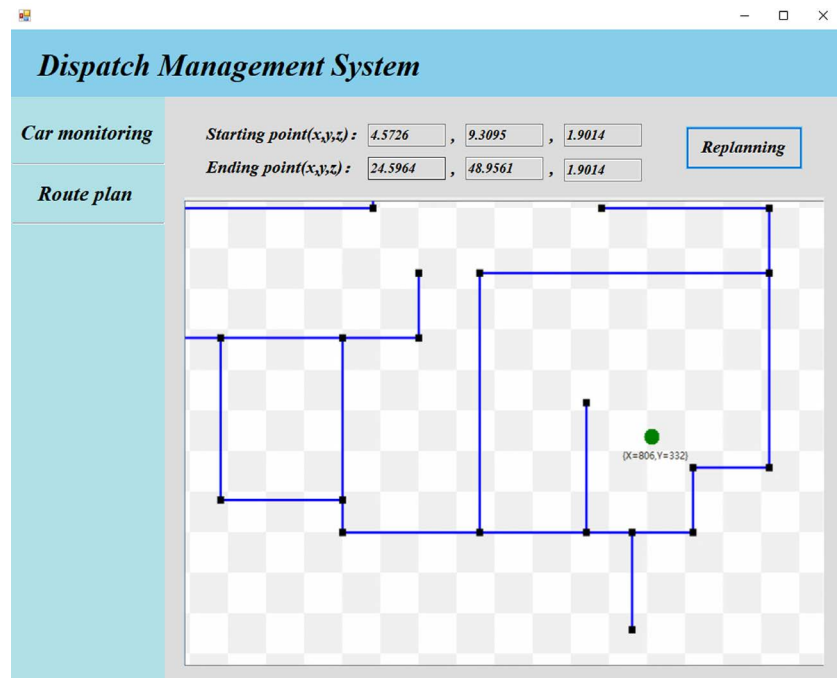 Dispatch Management System
Car monitoring
Route plan
Starting point(x,y,z) : 4.5726 , 9.3095 , 1.9014
Ending point(x,y,z) : 24.5964 , 48.9561 , 1.9014
Replanning
{X=806,Y=332}